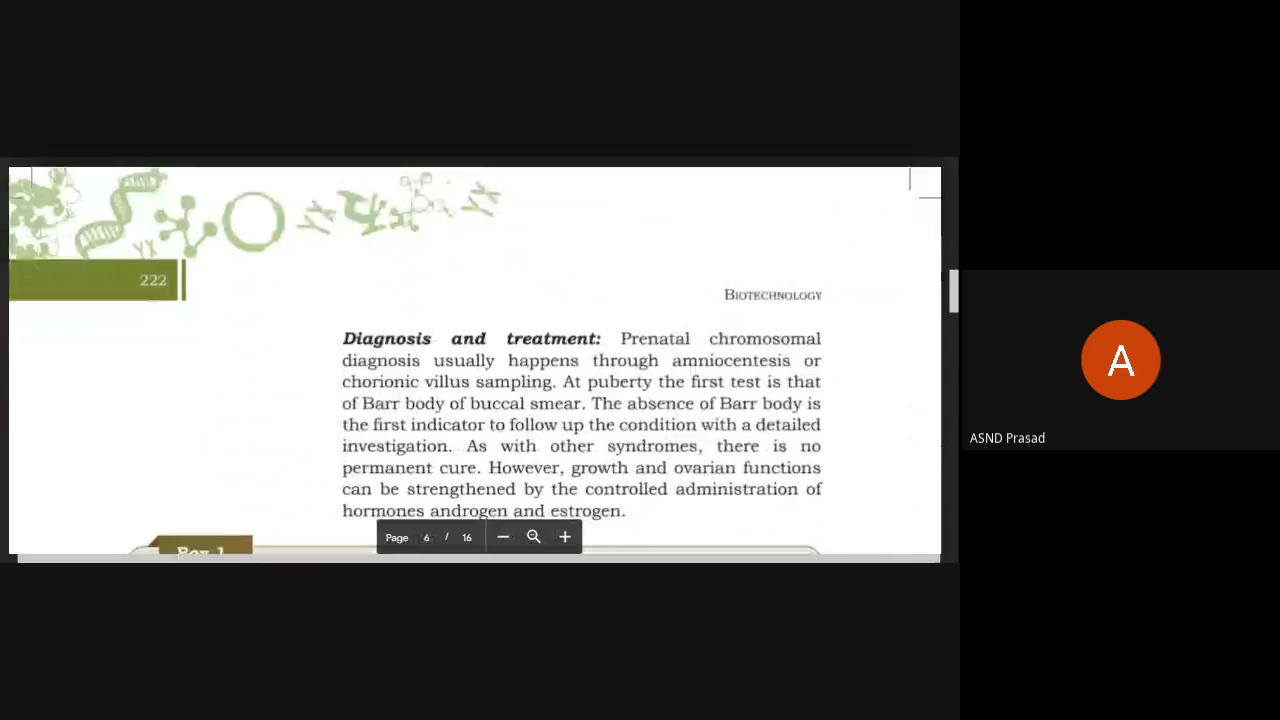 222
BIOTECHNOLOGY
Diagnosis and treatment: Prenatal chromosomal
diagnosis usually happens through amniocentesis or
chorionic villus sampling. At puberty the first test is that
of Barr body of buccal smear. The absence of Barr body is
the first indicator to follow up the condition with a detailed
investigation. As with other syndromes, there is no
permanent cure. However, growth and ovarian functions
can be strengthened by the controlled administration of
hormones androgen and estrogen.
Box 1
Page 6 / 16
A
ASND Prasad